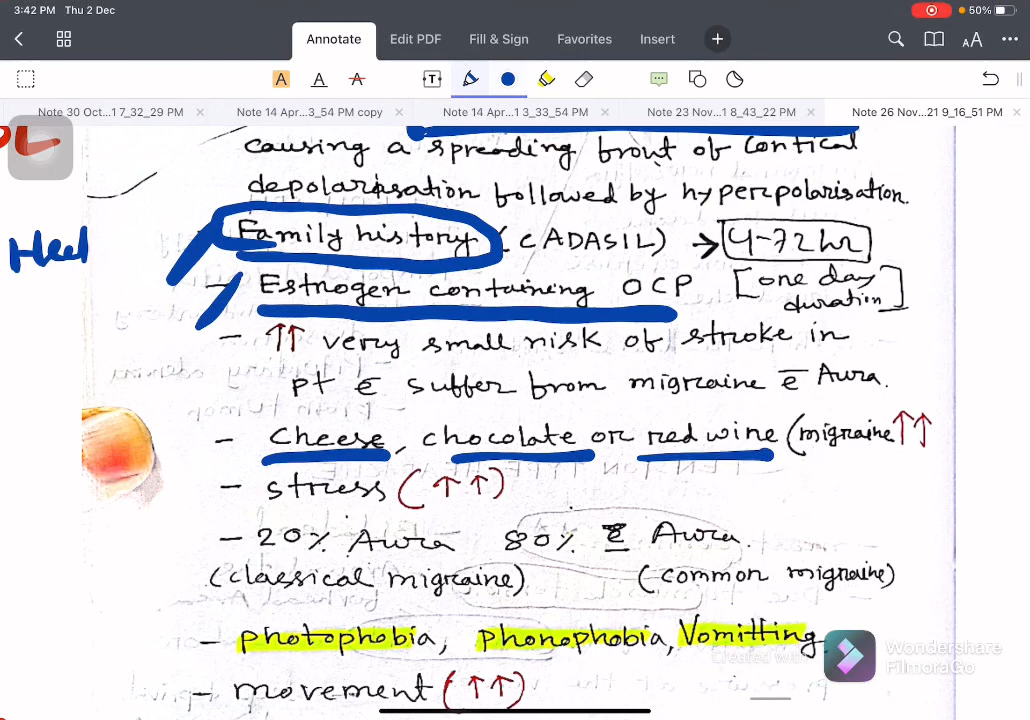 3:42 PM Thu 2 Dec
50%
Annotate Edit PDF Fill & Sign Favorites Insert +
Note 30 Oct...1 7_32_29 PM × Note 14 Apr...3_54 PM copy × Note 14 Apr...1 3_33_54 PM × Note 23 Nov...1 8_43_22 PM × Note 26 Nov...21 9_16_51 PM ×
causing a spreading front of Cortical
depolarisation followed by hyperpolarisation.
- Family history (CADASIL) → 4-72 hr
- Estrogen containing OCP [one day
duration]
- ↑↑ very small risk of stroke in
pt c̄ suffer from migraine c̄ Aura.
- Cheese, chocolate or red wine (migraine ↑↑
- stress (↑↑)
- 20% Aura 80% Aura.
(classical migraine) (common migraine)
- photophobia, phonophobia, Vomitting
- movement (↑↑)
Created with
Wondershare
FilmoraGo